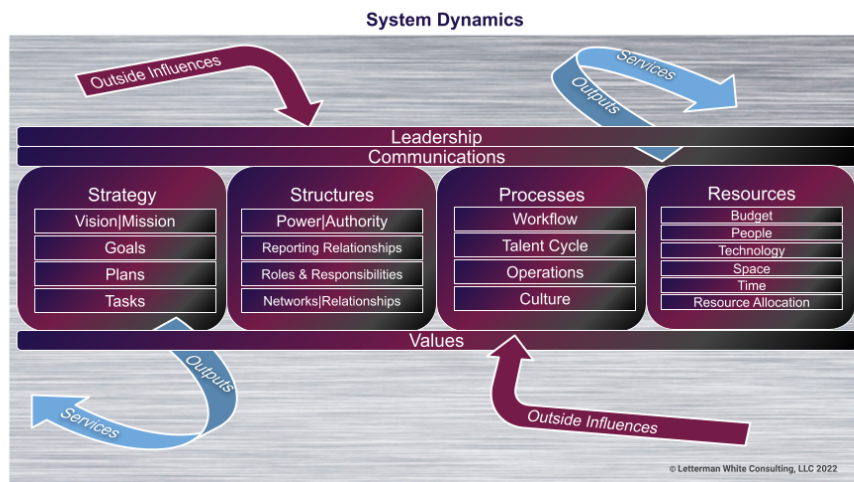 System Dynamics
Outside Influences
Services
Outputs
Leadership
Communications
Strategy
Vision|Mission
Goals
Plans
Tasks
Structures
Power|Authority
Reporting Relationships
Roles & Responsibilities
Networks|Relationships
Processes
Workflow
Talent Cycle
Operations
Culture
Resources
Budget
People
Technology
Space
Time
Resource Allocation
Values
Outputs
Services
Outside Influences
© Letterman White Consulting, LLC 2022